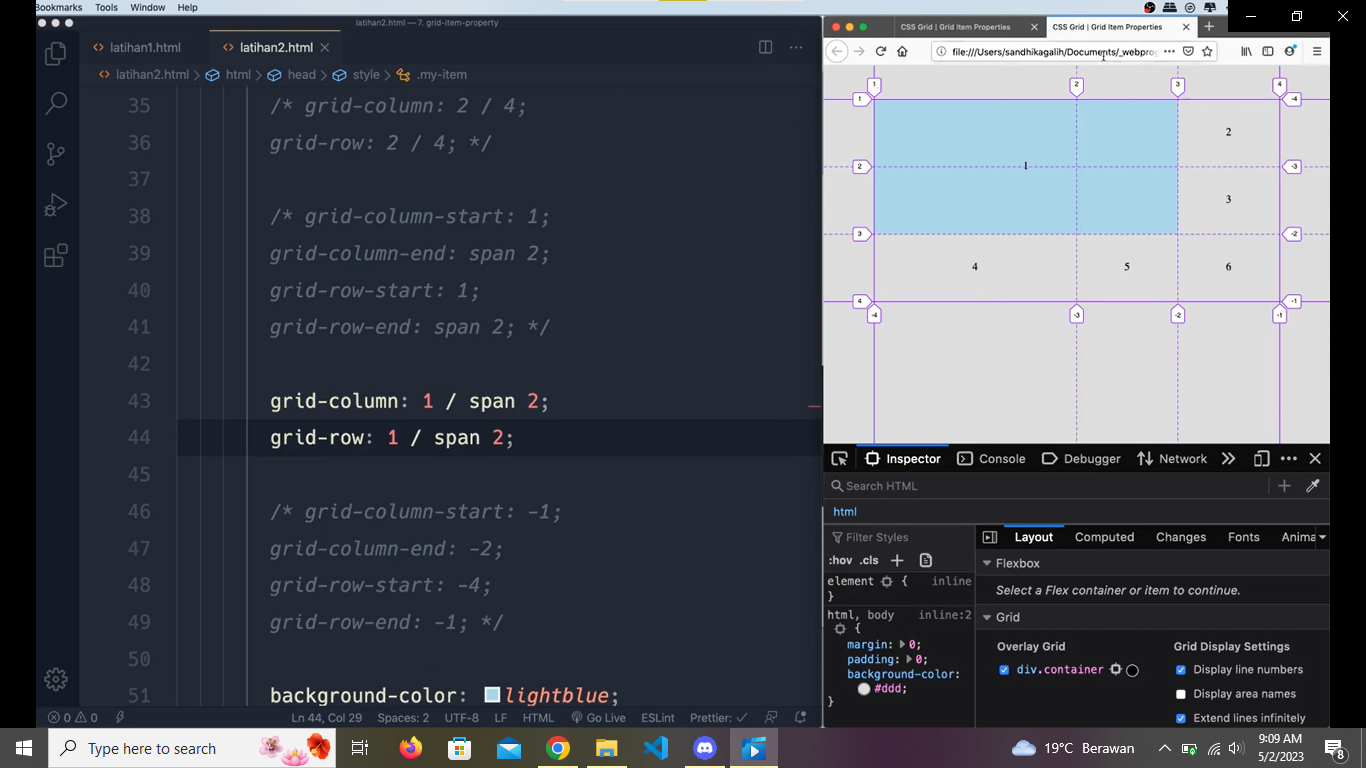 Bookmarks Tools Window Help
latihan2.html — 7. grid-item-property
latihan1.html
latihan2.html
latihan2.html > html > head > style > .my-item
35 /* grid-column: 2 / 4;
36 grid-row: 2 / 4; */
37
38 /* grid-column-start: 1;
39 grid-column-end: span 2;
40 grid-row-start: 1;
41 grid-row-end: span 2; */
42
43 grid-column: 1 / span 2;
44 grid-row: 1 / span 2;
45
46 /* grid-column-start: -1;
47 grid-column-end: -2;
48 grid-row-start: -4;
49 grid-row-end: -1; */
50
51 background-color: lightblue;
0 0
Ln 44, Col 29 Spaces: 2 UTF-8 LF HTML Go Live ESLint Prettier: ✓
CSS Grid | Grid Item Properties
CSS Grid | Grid Item Properties
file:///Users/sandhikagalih/Documents/_webprog
1 2 3 4
1 -4
2
1
2 -3
3
3 -2
4 5 6
4 -1
-4 -3 -2 -1
Inspector Console Debugger Network
Search HTML
html
Filter Styles
:hov .cls +
element { inline
}
html, body inline:2
{
margin: 0;
padding: 0;
background-color:
#ddd;
}
Layout Computed Changes Fonts Anima
Flexbox
Select a Flex container or item to continue.
Grid
Overlay Grid
div.container
Grid Display Settings
Display line numbers
Display area names
Extend lines infinitely
Type here to search
19°C Berawan
9:09 AM
5/2/2023
8